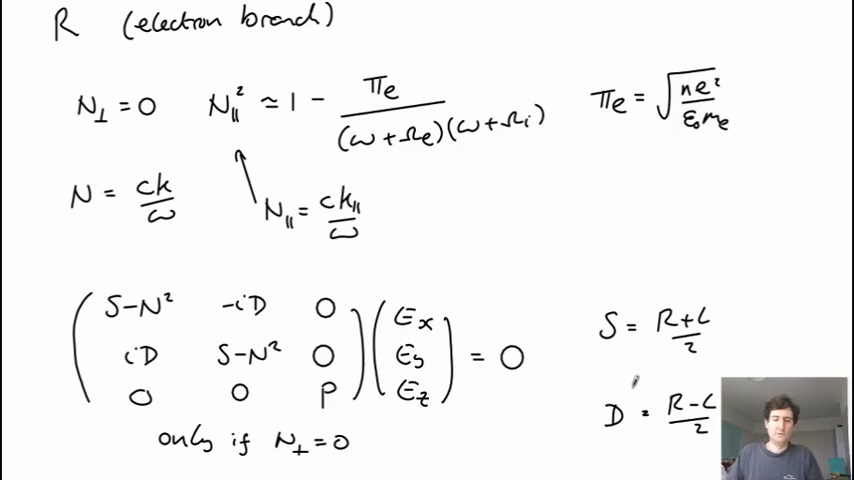 R (electron branch)
N⊥ = 0 N∥² ≃ 1 - Πe / (ω + Ωe)(ω + Ωi) Πe = √(ne² / ε₀me)
N = ck / ω N∥ = ck∥ / ω
( S-N² -iD 0 ) ( Ex )
( iD S-N² 0 ) ( Ey ) = 0 S = R+L / 2
( 0 0 P ) ( Ez ) D = R-L / 2
only if N⊥ = 0